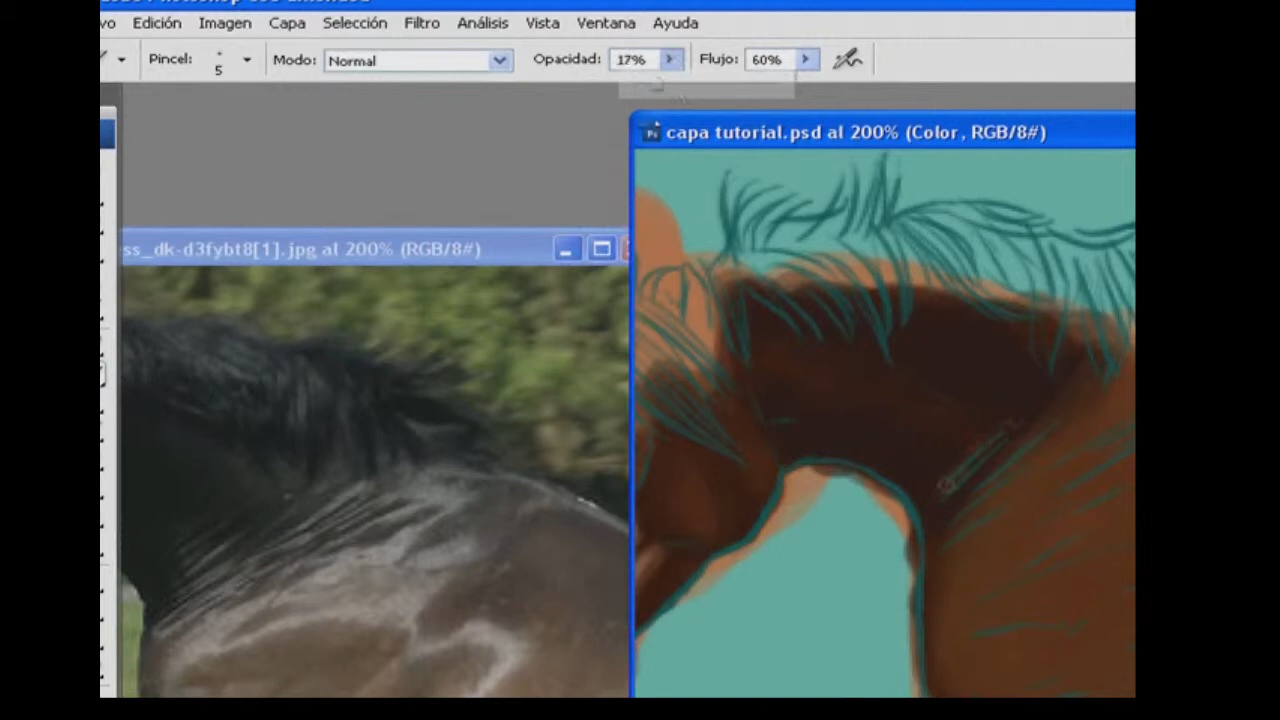 vo Edición Imagen Capa Selección Filtro Análisis Vista Ventana Ayuda
Pincel: 5 Modo: Normal Opacidad: 17% Flujo: 60%
capa tutorial.psd al 200% (Color, RGB/8#)
ss_dk-d3fybt8[1].jpg al 200% (RGB/8#)